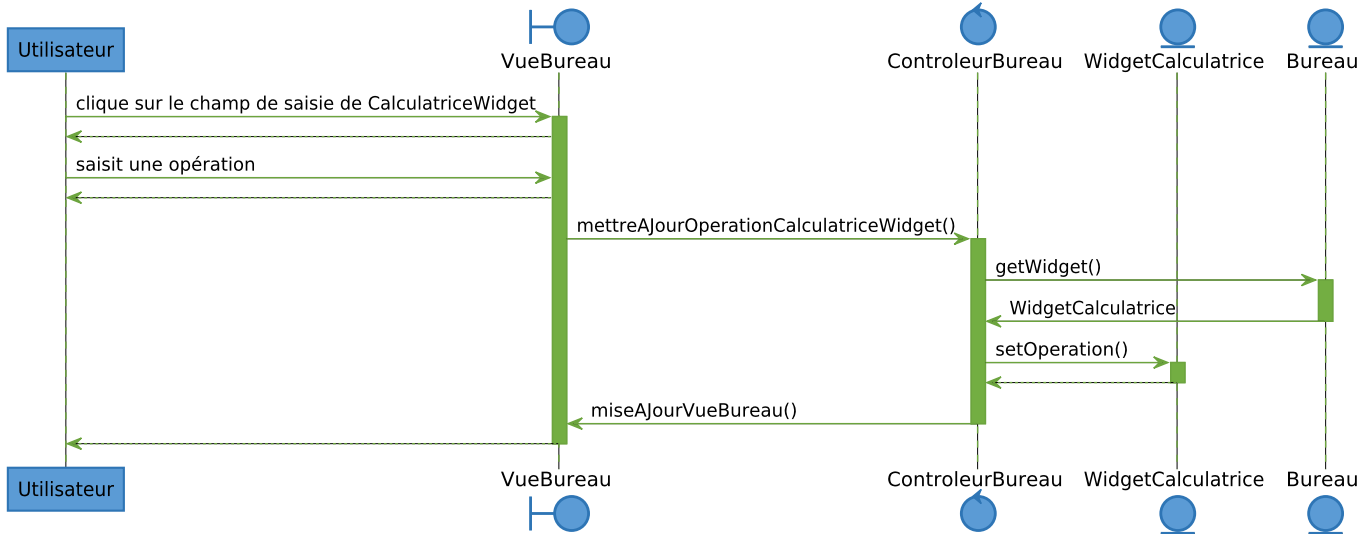 Utilisateur
VueBureau
ControleurBureau
WidgetCalculatrice
Bureau
clique sur le champ de saisie de CalculatriceWidget
saisit une opération
mettreAJourOperationCalculatriceWidget()
getWidget()
WidgetCalculatrice
setOperation()
miseAJourVueBureau()
Utilisateur
VueBureau
ControleurBureau
WidgetCalculatrice
Bureau